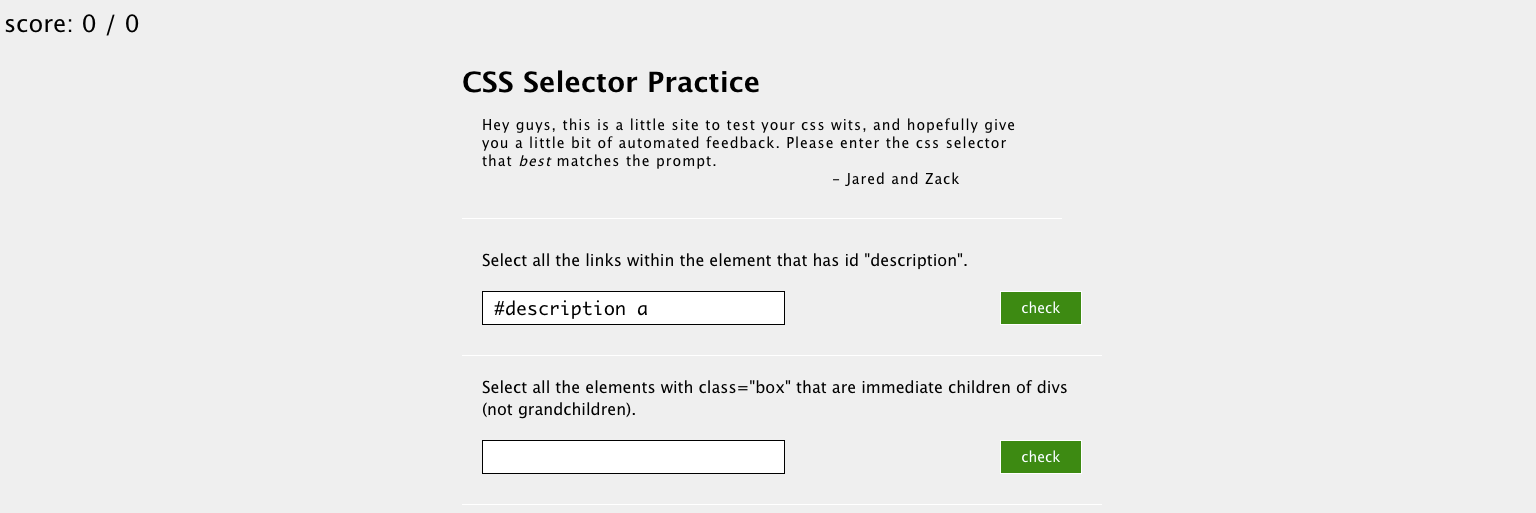 score: 0 / 0
CSS Selector Practice
Hey guys, this is a little site to test your css wits, and hopefully give
you a little bit of automated feedback. Please enter the css selector
that best matches the prompt.
– Jared and Zack
Select all the links within the element that has id "description".
#description a
check
Select all the elements with class="box" that are immediate children of divs
(not grandchildren).
check